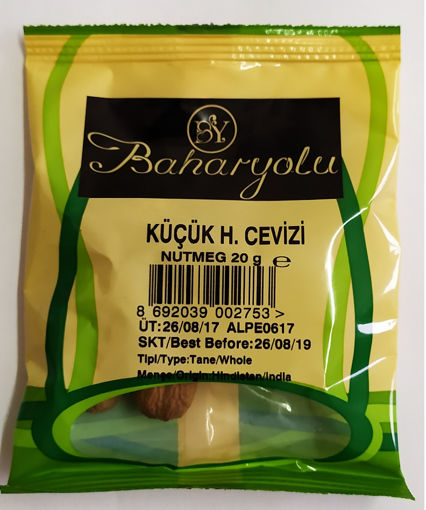 BY
Baharyolu
KÜÇÜK H. CEVİZİ
NUTMEG 20 g e
8 692039 002753 >
ÜT:26/08/17 ALPE0617
SKT/Best Before:26/08/19
Tipi/Type:Tane/Whole
Menşe/Origin:Hindistan/India